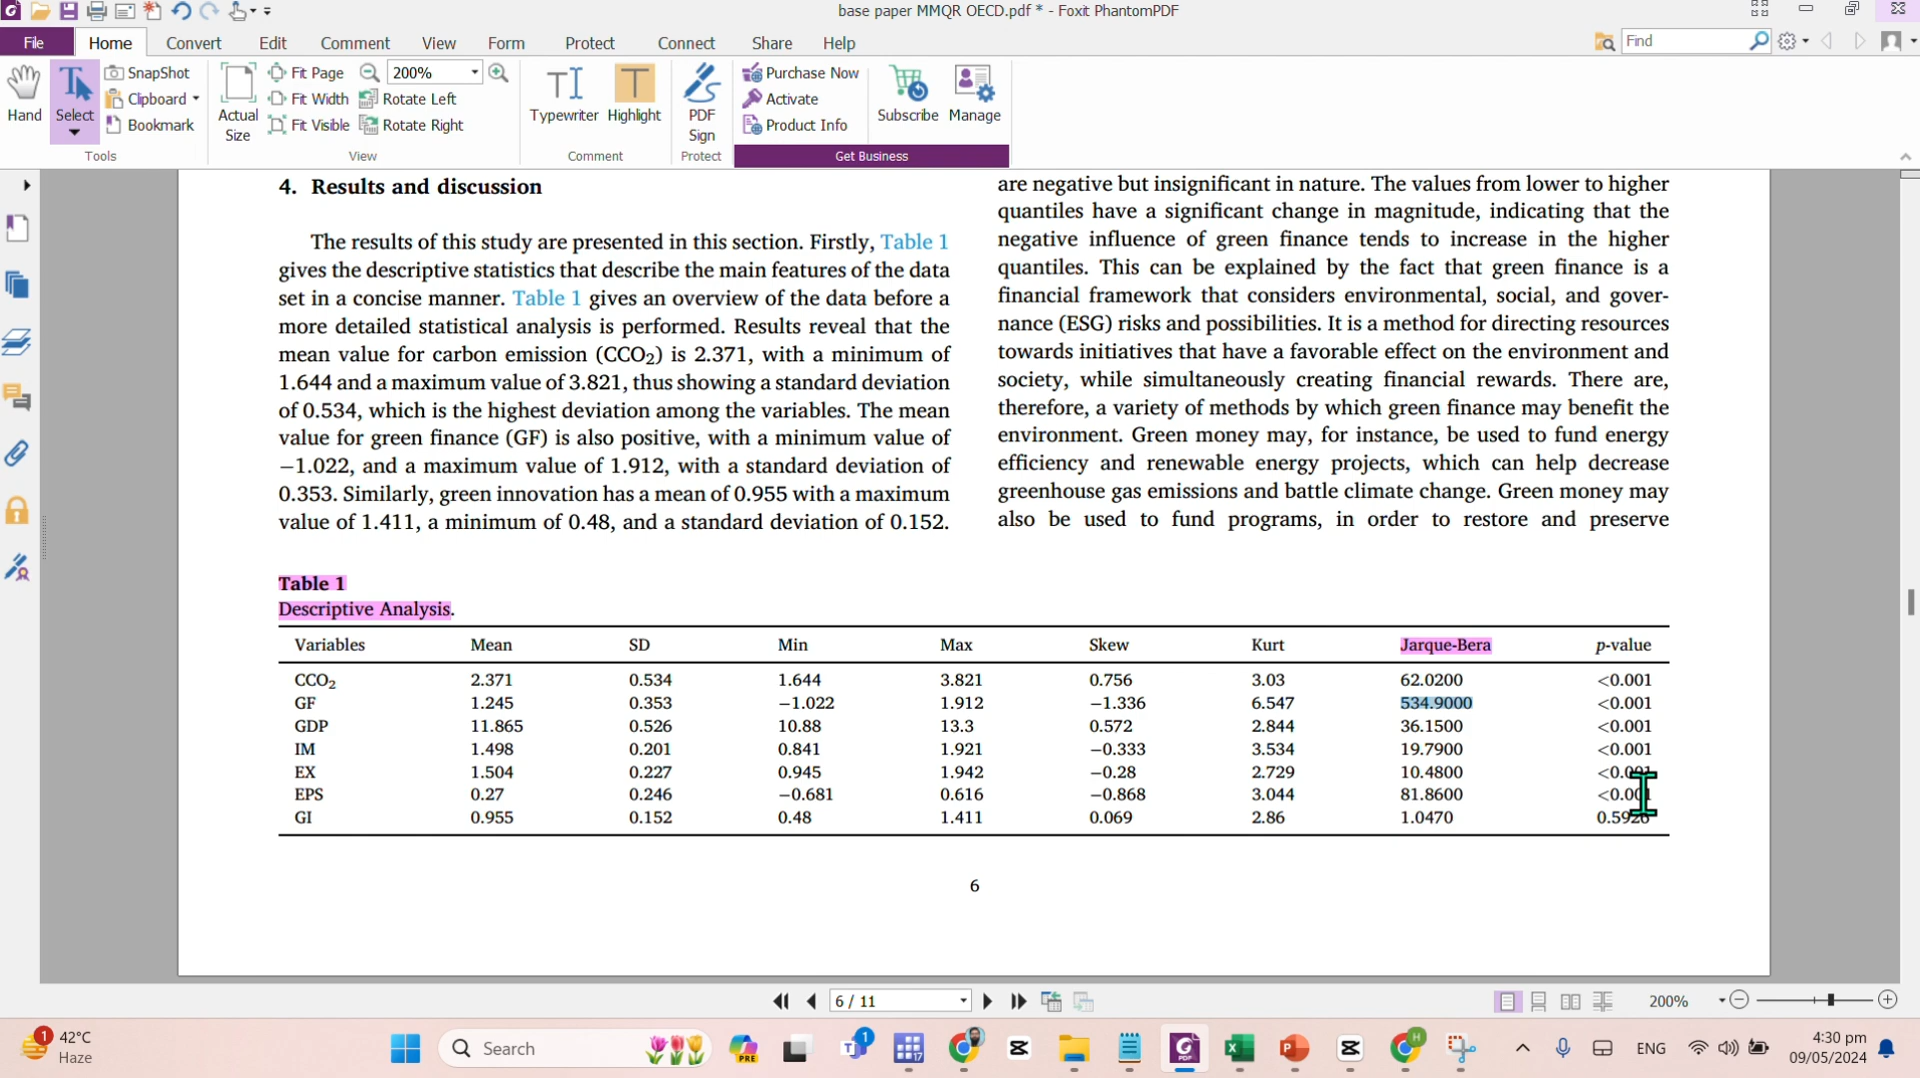 base paper MMQR OECD.pdf * - Foxit PhantomPDF
File Home Convert Edit Comment View Form Protect Connect Share Help Find
Hand
Select
SnapShot
Clipboard
Bookmark
Tools
Actual Size
Fit Page
Fit Width
Fit Visible
200%
Rotate Left
Rotate Right
View
Typewriter
Highlight
Comment
PDF Sign
Protect
Purchase Now
Activate
Product Info
Subscribe
Manage
Get Business
4. Results and discussion
The results of this study are presented in this section. Firstly, Table 1
gives the descriptive statistics that describe the main features of the data
set in a concise manner. Table 1 gives an overview of the data before a
more detailed statistical analysis is performed. Results reveal that the
mean value for carbon emission (CCO₂) is 2.371, with a minimum of
1.644 and a maximum value of 3.821, thus showing a standard deviation
of 0.534, which is the highest deviation among the variables. The mean
value for green finance (GF) is also positive, with a minimum value of
−1.022, and a maximum value of 1.912, with a standard deviation of
0.353. Similarly, green innovation has a mean of 0.955 with a maximum
value of 1.411, a minimum of 0.48, and a standard deviation of 0.152.
are negative but insignificant in nature. The values from lower to higher
quantiles have a significant change in magnitude, indicating that the
negative influence of green finance tends to increase in the higher
quantiles. This can be explained by the fact that green finance is a
financial framework that considers environmental, social, and gover-
nance (ESG) risks and possibilities. It is a method for directing resources
towards initiatives that have a favorable effect on the environment and
society, while simultaneously creating financial rewards. There are,
therefore, a variety of methods by which green finance may benefit the
environment. Green money may, for instance, be used to fund energy
efficiency and renewable energy projects, which can help decrease
greenhouse gas emissions and battle climate change. Green money may
also be used to fund programs, in order to restore and preserve
Table 1
Descriptive Analysis.
Variables Mean SD Min Max Skew Kurt Jarque-Bera p-value
CCO₂ 2.371 0.534 1.644 3.821 0.756 3.03 62.0200 <0.001
GF 1.245 0.353 −1.022 1.912 −1.336 6.547 534.9000 <0.001
GDP 11.865 0.526 10.88 13.3 0.572 2.844 36.1500 <0.001
IM 1.498 0.201 0.841 1.921 −0.333 3.534 19.7900 <0.001
EX 1.504 0.227 0.945 1.942 −0.28 2.729 10.4800 <0.001
EPS 0.27 0.246 −0.681 0.616 −0.868 3.044 81.8600 <0.001
GI 0.955 0.152 0.48 1.411 0.069 2.86 1.0470
6
6 / 11
200%
1
42°C
Haze
Search
PRE
1
17
ENG
4:30 pm
09/05/2024